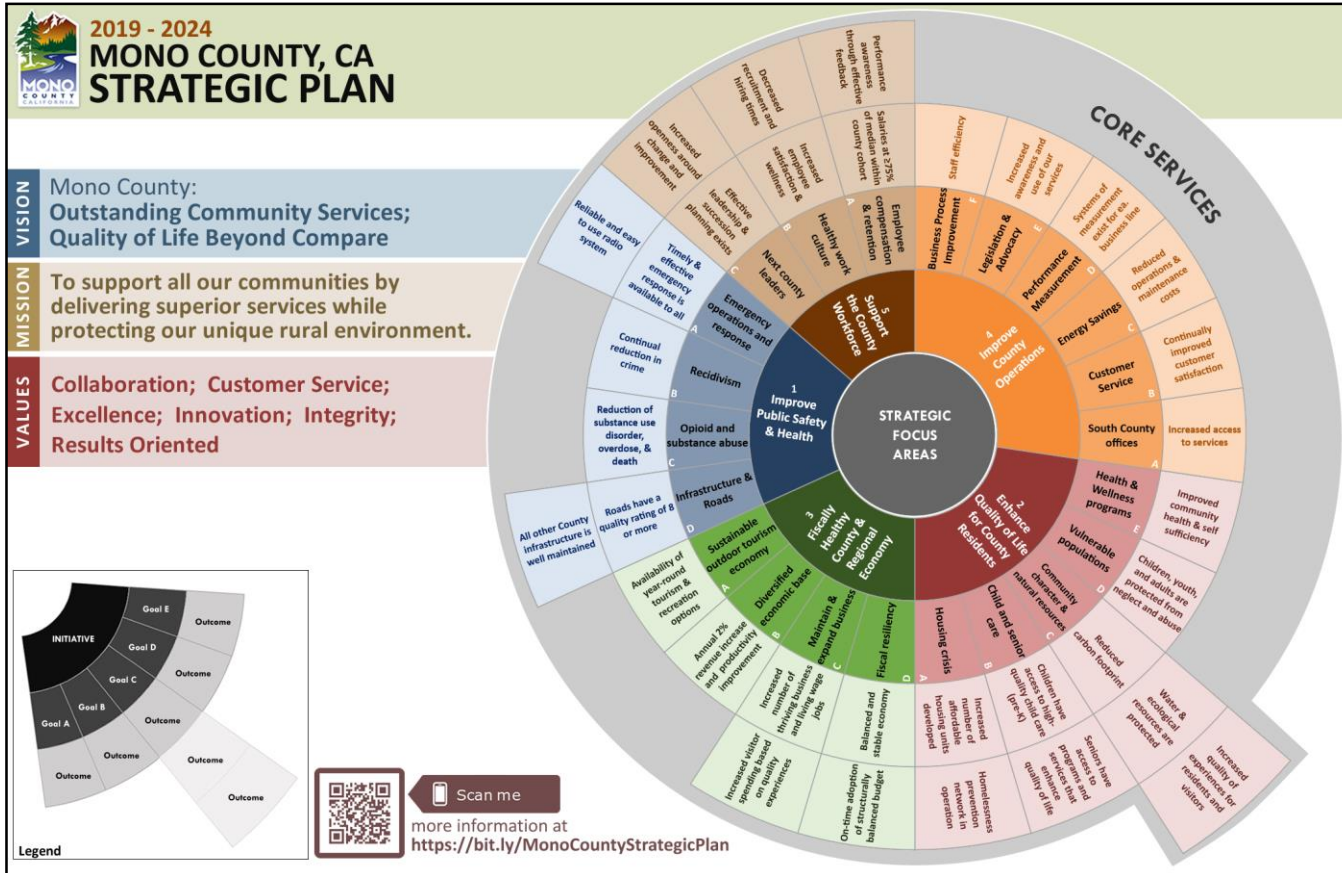 MONO
COUNTY
CALIFORNIA
2019 - 2024
MONO COUNTY, CA
STRATEGIC PLAN
VISION
Mono County:
Outstanding Community Services;
Quality of Life Beyond Compare
MISSION
To support all our communities by
delivering superior services while
protecting our unique rural environment.
VALUES
Collaboration; Customer Service;
Excellence; Innovation; Integrity;
Results Oriented
CORE SERVICES
STRATEGIC
FOCUS
AREAS
1
Improve
Public Safety
& Health
A
Emergency
operations and
response
Timely &
effective
emergency
response is
available to all
Reliable and easy
to use radio
system
B
Recidivism
Continual
reduction in
crime
C
Opioid and
substance abuse
Reduction of
substance use
disorder,
overdose, &
death
D
Infrastructure &
Roads
Roads have a
quality rating of 8
or more
All other County
infrastructure is
well maintained
2
Enhance
Quality of Life
for County
Residents
A
Housing crisis
Increased
number of
affordable
housing units
developed
Homelessness
prevention
network in
operation
B
Child and senior
care
Children have
access to high-
quality child care
(pre-K)
Seniors have
access to
programs and
services that
enhance
quality of life
C
Community
character &
natural resources
Reduced
carbon footprint
Water &
ecological
resources are
protected
Increased
quality of
experiences for
residents and
visitors
D
Vulnerable
populations
Children, youth,
and adults are
protected from
neglect and abuse
E
Health &
Wellness
programs
Improved
community
health & self
sufficiency
3
Fiscally
Healthy
County &
Regional
Economy
A
Sustainable
outdoor tourism
economy
Availability of
year-round
tourism &
recreation
options
B
Diversified
economic base
Annual 2%
revenue increase
and productivity
improvement
C
Maintain &
expand business
Increased
number of
thriving business
and living wage
jobs
Increased visitor
spending based
on quality
experiences
D
Fiscal resiliency
Balanced and
stable economy
On-time adoption
of structurally
balanced budget
4
Improve
County
Operations
A
South County
offices
Increased access
to services
B
Customer
Service
Continually
improved
customer
satisfaction
C
Energy Savings
Reduced
operations &
maintenance
costs
D
Performance
Measurement
Systems of
measurement
exist for ea.
business line
E
Legislation &
Advocacy
Increased
awareness and
use of our
services
F
Business Process
Improvement
Staff efficiency
5
Support
the County
Workforce
A
Employee
compensation
& retention
Salaries at ≥75%
of median within
county cohort
Performance
awareness
through effective
feedback
B
Healthy work
culture
Increased
employee
satisfaction &
wellness
Decreased
recruitment and
hiring times
C
Next county
leaders
Effective
leadership &
succession
planning exists
Increased
openness around
change and
improvement
INITIATIVE
Goal E
Goal D
Goal C
Goal B
Goal A
Outcome
Outcome
Outcome
Outcome
Outcome
Outcome
Outcome
Legend
Scan me
more information at
https://bit.ly/MonoCountyStrategicPlan